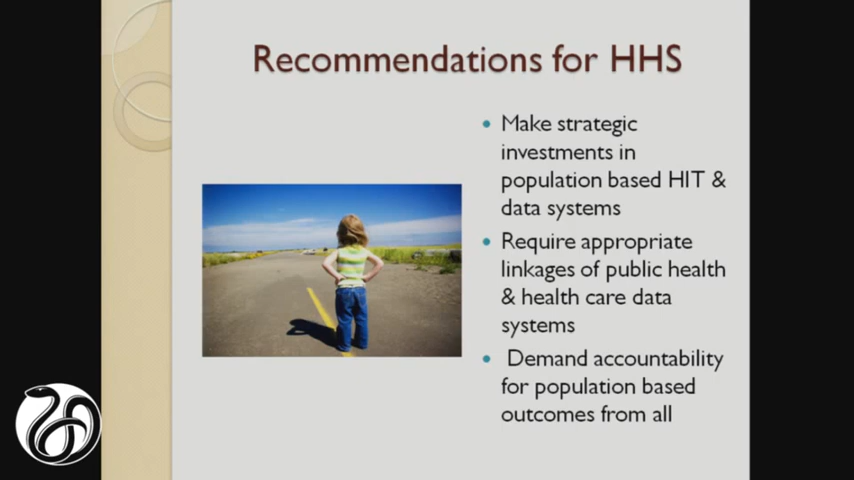 Recommendations for HHS
• Make strategic
investments in
population based HIT &
data systems
• Require appropriate
linkages of public health
& health care data
systems
• Demand accountability
for population based
outcomes from all